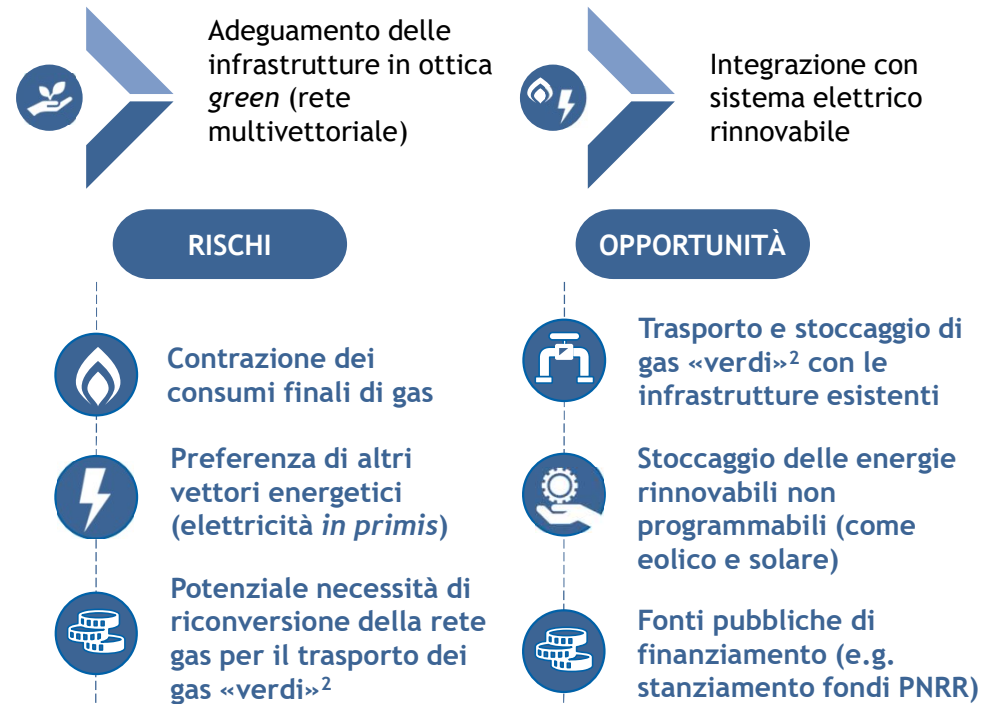 Adeguamento delle
infrastrutture in ottica
green (rete
multivettoriale)
Integrazione con
sistema elettrico
rinnovabile
RISCHI
Contrazione dei
consumi finali di gas
Preferenza di altri
vettori energetici
(elettricità in primis)
Potenziale necessità di
riconversione della rete
gas per il trasporto dei
gas «verdi»²
OPPORTUNITÀ
Trasporto e stoccaggio di
gas «verdi»² con le
infrastrutture esistenti
Stoccaggio delle energie
rinnovabili non
programmabili (come
eolico e solare)
Fonti pubbliche di
finanziamento (e.g.
stanziamento fondi PNRR)